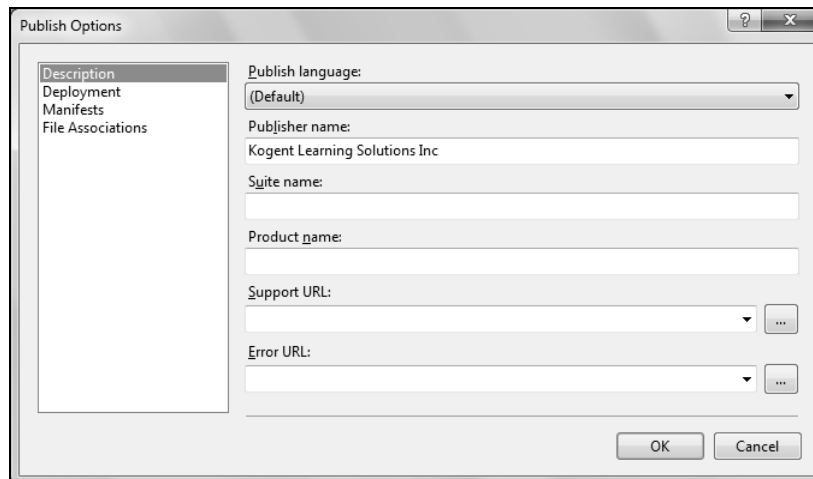 Publish Options
?
X
Description
Deployment
Manifests
File Associations
Publish language:
(Default)
Publisher name:
Kogent Learning Solutions Inc
Suite name:
Product name:
Support URL:
...
Error URL:
...
OK
Cancel